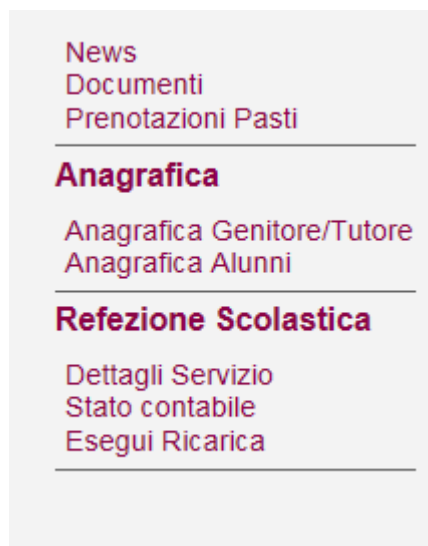 News
Documenti
Prenotazioni Pasti
Anagrafica
Anagrafica Genitore/Tutore
Anagrafica Alunni
Refezione Scolastica
Dettagli Servizio
Stato contabile
Esegui Ricarica